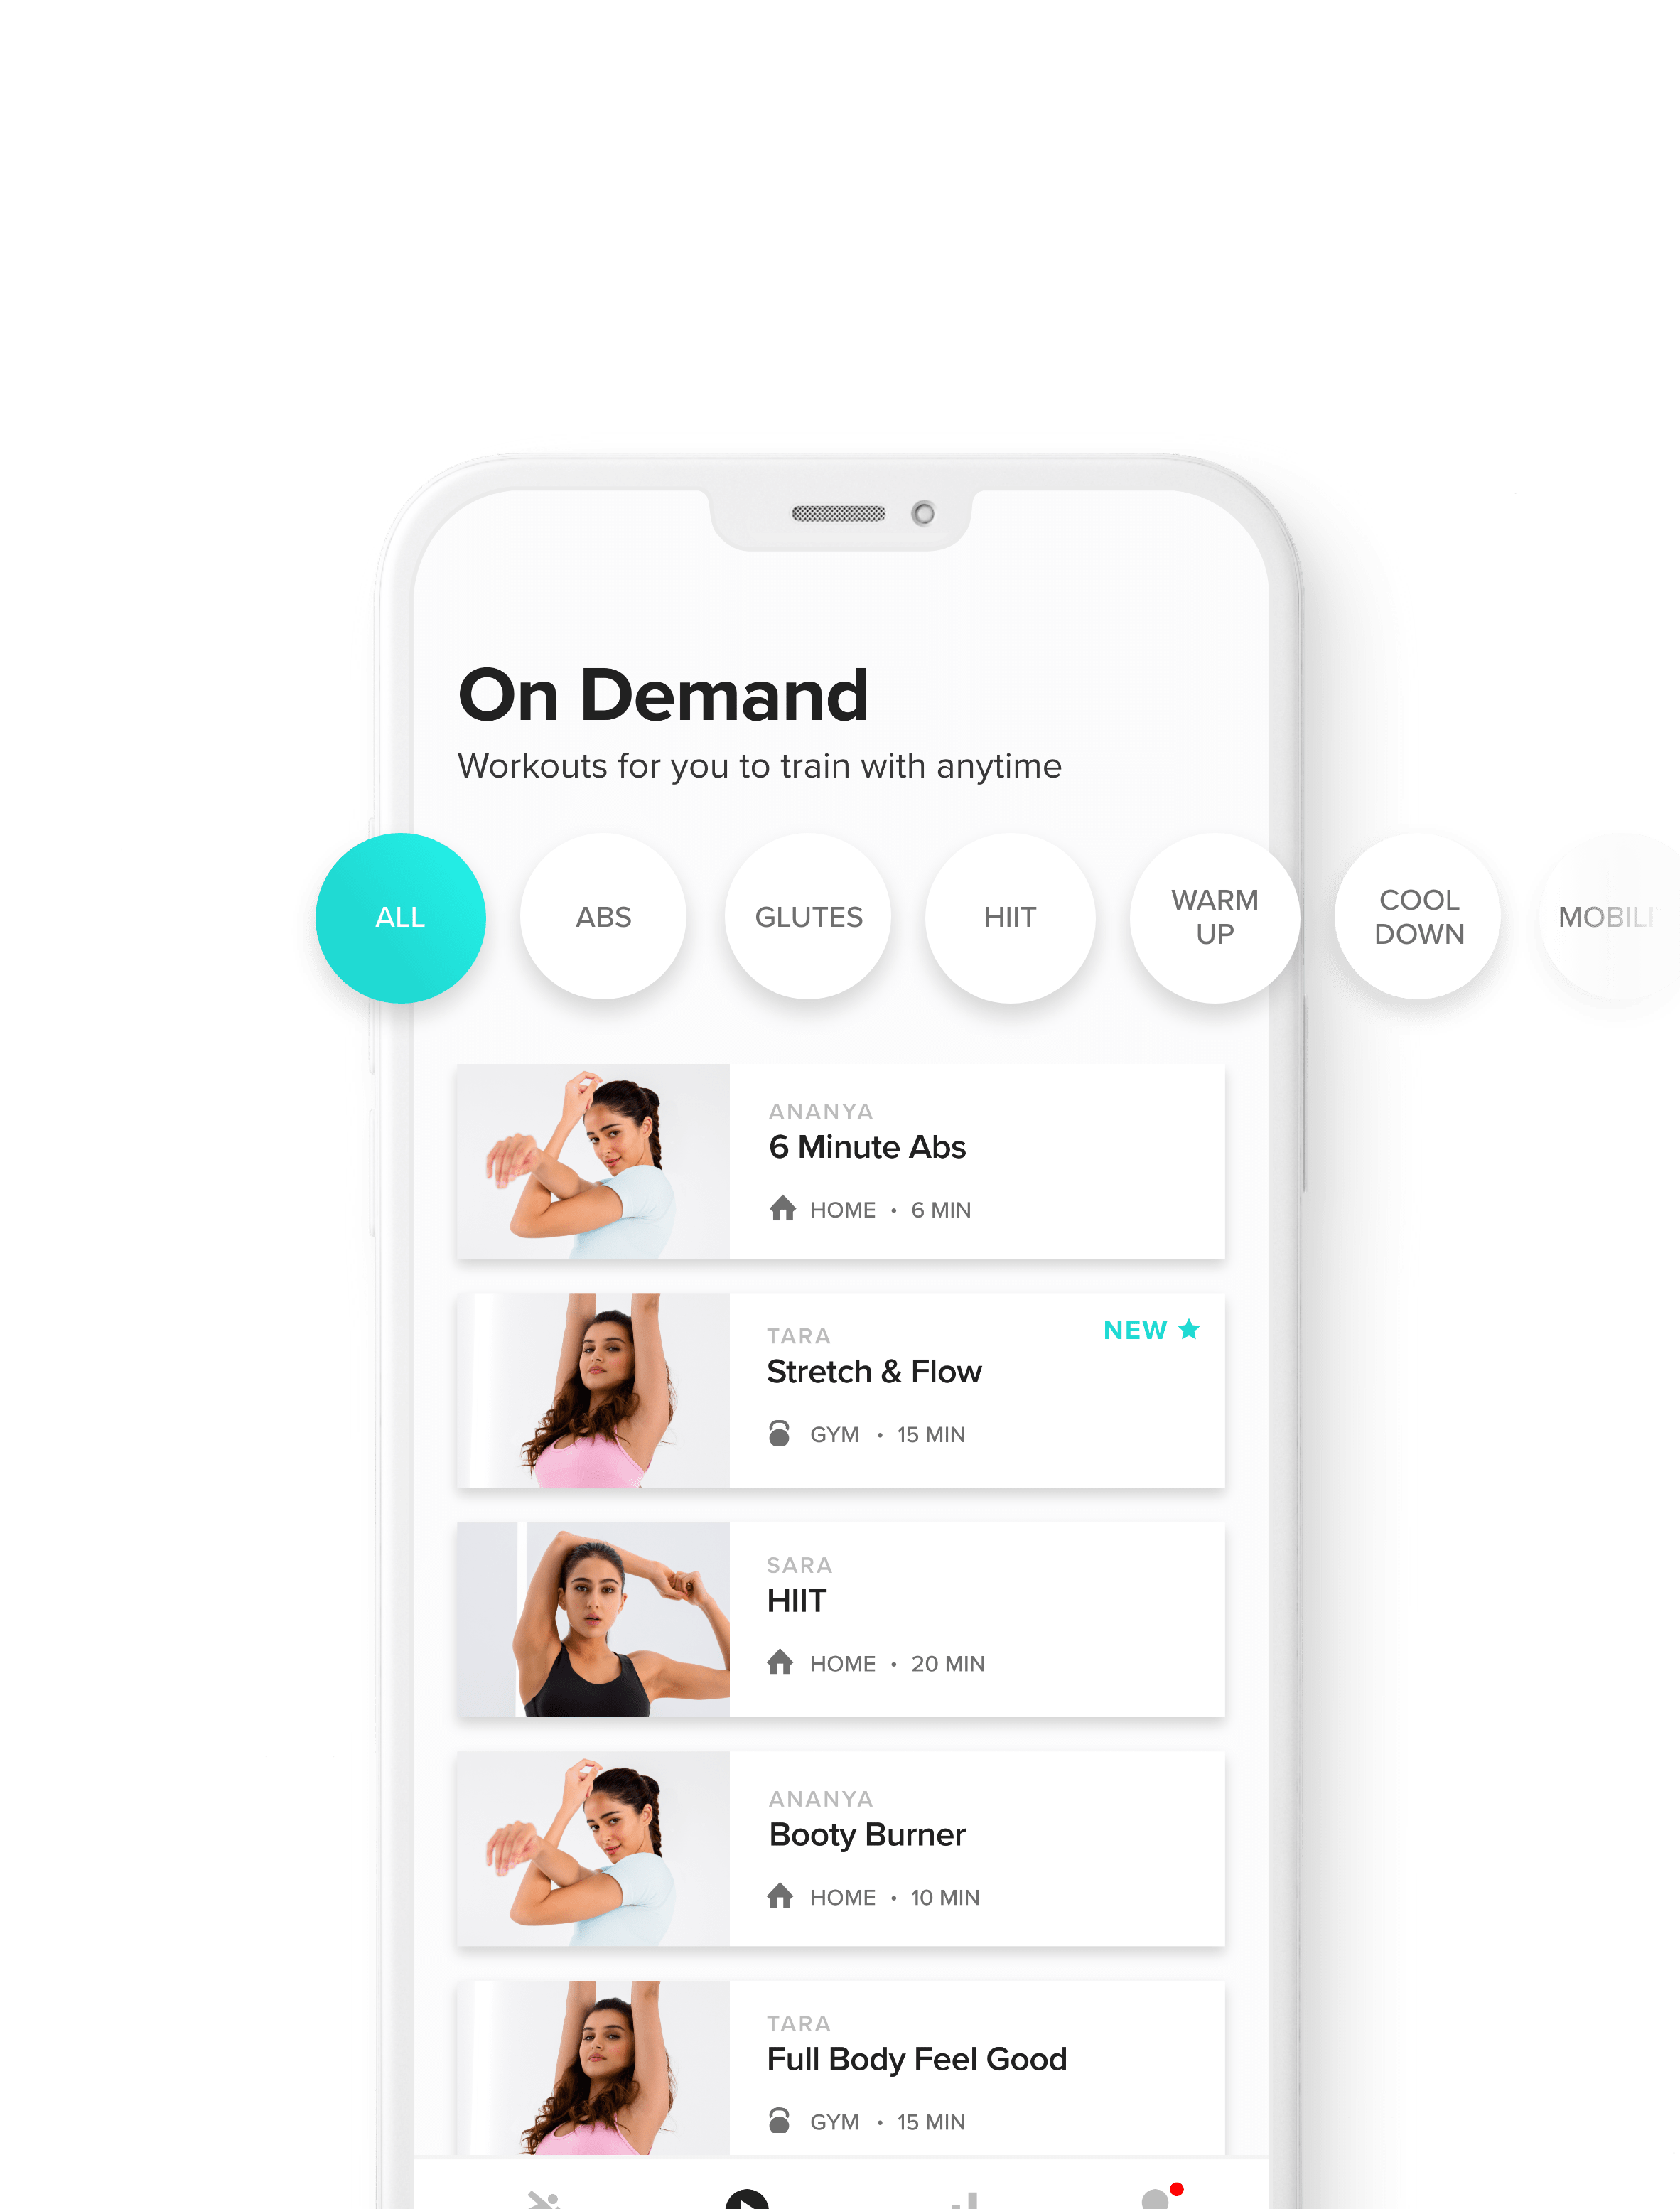 On Demand
Workouts for you to train with anytime
ALL
ABS
GLUTES
HIIT
WARM
UP
COOL
DOWN
ANANYA
6 Minute Abs
HOME • 6 MIN
TARA
NEW ★
Stretch & Flow
GYM • 15 MIN
SARA
HIIT
HOME • 20 MIN
ANANYA
Booty Burner
HOME • 10 MIN
TARA
Full Body Feel Good
GYM • 15 MIN